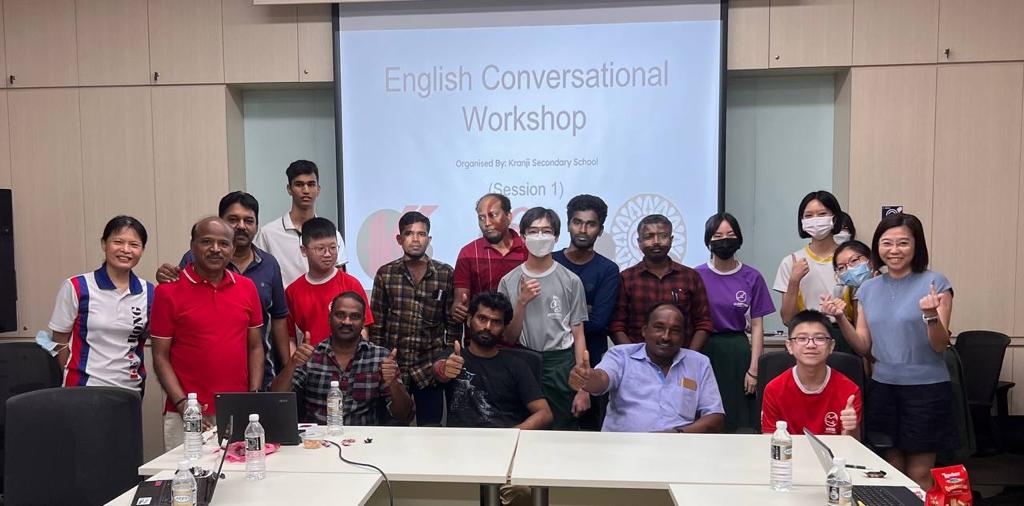 English Conversational
Workshop
Organised By: Kranji Secondary School
(Session 1)